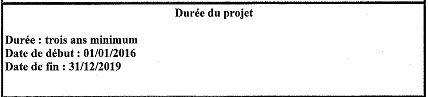 Durée du projet
Durée : trois ans minimum
Date de début : 01/01/2016
Date de fin : 31/12/2019